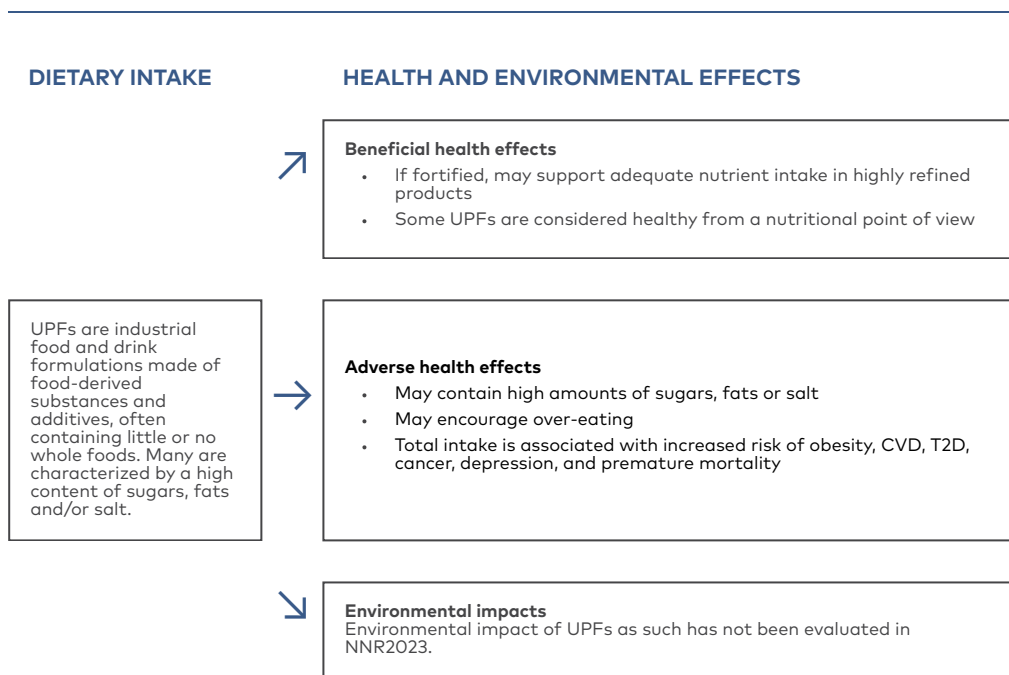 DIETARY INTAKE
HEALTH AND ENVIRONMENTAL EFFECTS
Beneficial health effects
• If fortified, may support adequate nutrient intake in highly refined
products
• Some UPFs are considered healthy from a nutritional point of view
UPFs are industrial
food and drink
formulations made of
food-derived
substances and
additives, often
containing little or no
whole foods. Many are
characterized by a high
content of sugars, fats
and/or salt.
Adverse health effects
• May contain high amounts of sugars, fats or salt
• May encourage over-eating
• Total intake is associated with increased risk of obesity, CVD, T2D,
cancer, depression, and premature mortality
Environmental impacts
Environmental impact of UPFs as such has not been evaluated in
NNR2023.